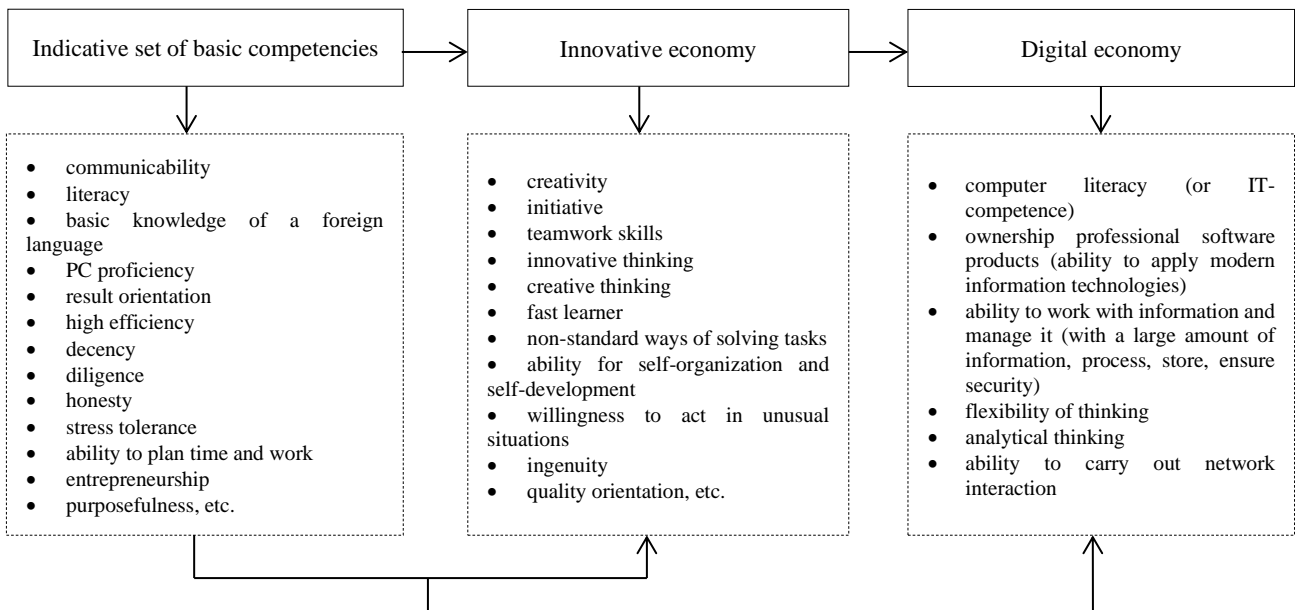 Indicative set of basic competencies
Innovative economy
Digital economy
• communicability
• literacy
• basic knowledge of a foreign
language
• PC proficiency
• result orientation
• high efficiency
• decency
• diligence
• honesty
• stress tolerance
• ability to plan time and work
• entrepreneurship
• purposefulness, etc.
• creativity
• initiative
• teamwork skills
• innovative thinking
• creative thinking
• fast learner
• non-standard ways of solving tasks
• ability for self-organization and
self-development
• willingness to act in unusual
situations
• ingenuity
• quality orientation, etc.
• computer literacy (or IT-
competence)
• ownership professional software
products (ability to apply modern
information technologies)
• ability to work with information and
manage it (with a large amount of
information, process, store, ensure
security)
• flexibility of thinking
• analytical thinking
• ability to carry out network
interaction